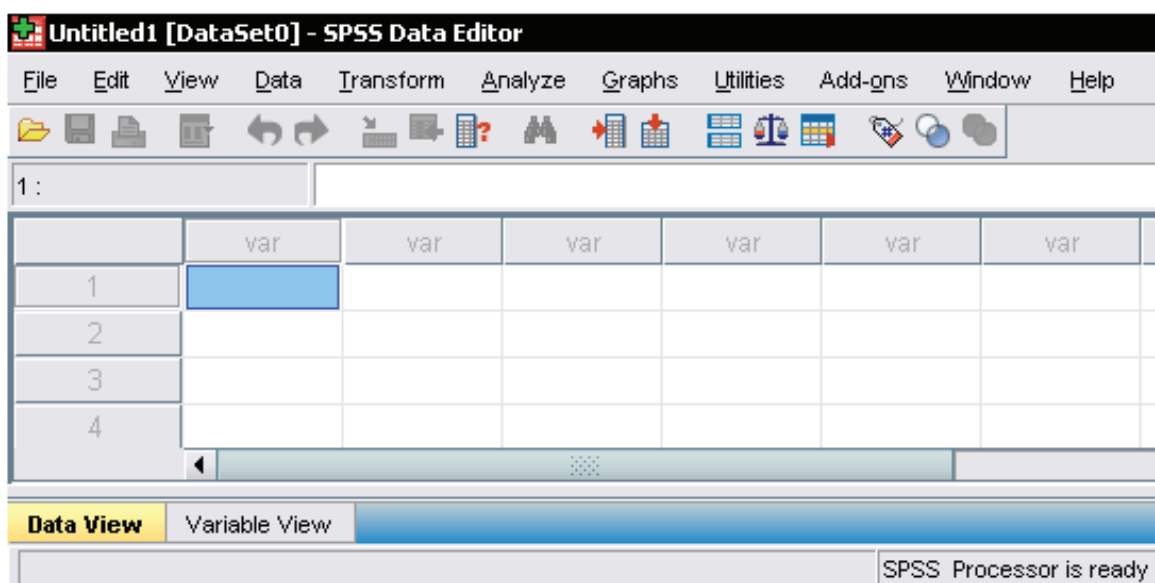 Untitled1 [DataSet0] - SPSS Data Editor
File Edit View Data Transform Analyze Graphs Utilities Add-ons Window Help
1 :
var var var var var var
1
2
3
4
Data View Variable View
SPSS Processor is ready